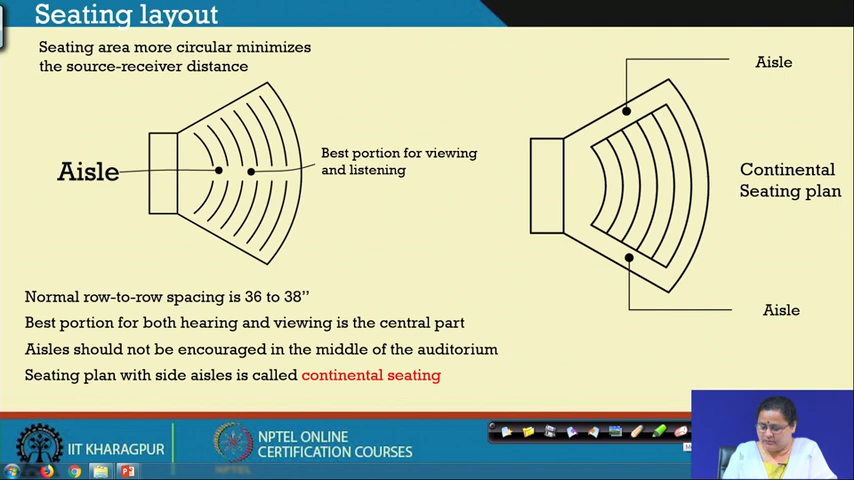 Seating layout
Seating area more circular minimizes
the source-receiver distance
Aisle
Best portion for viewing
and listening
Aisle
Continental
Seating plan
Aisle
Normal row-to-row spacing is 36 to 38”
Best portion for both hearing and viewing is the central part
Aisles should not be encouraged in the middle of the auditorium
Seating plan with side aisles is called continental seating
IIT KHARAGPUR
NPTEL ONLINE
CERTIFICATION COURSES
NPTEL